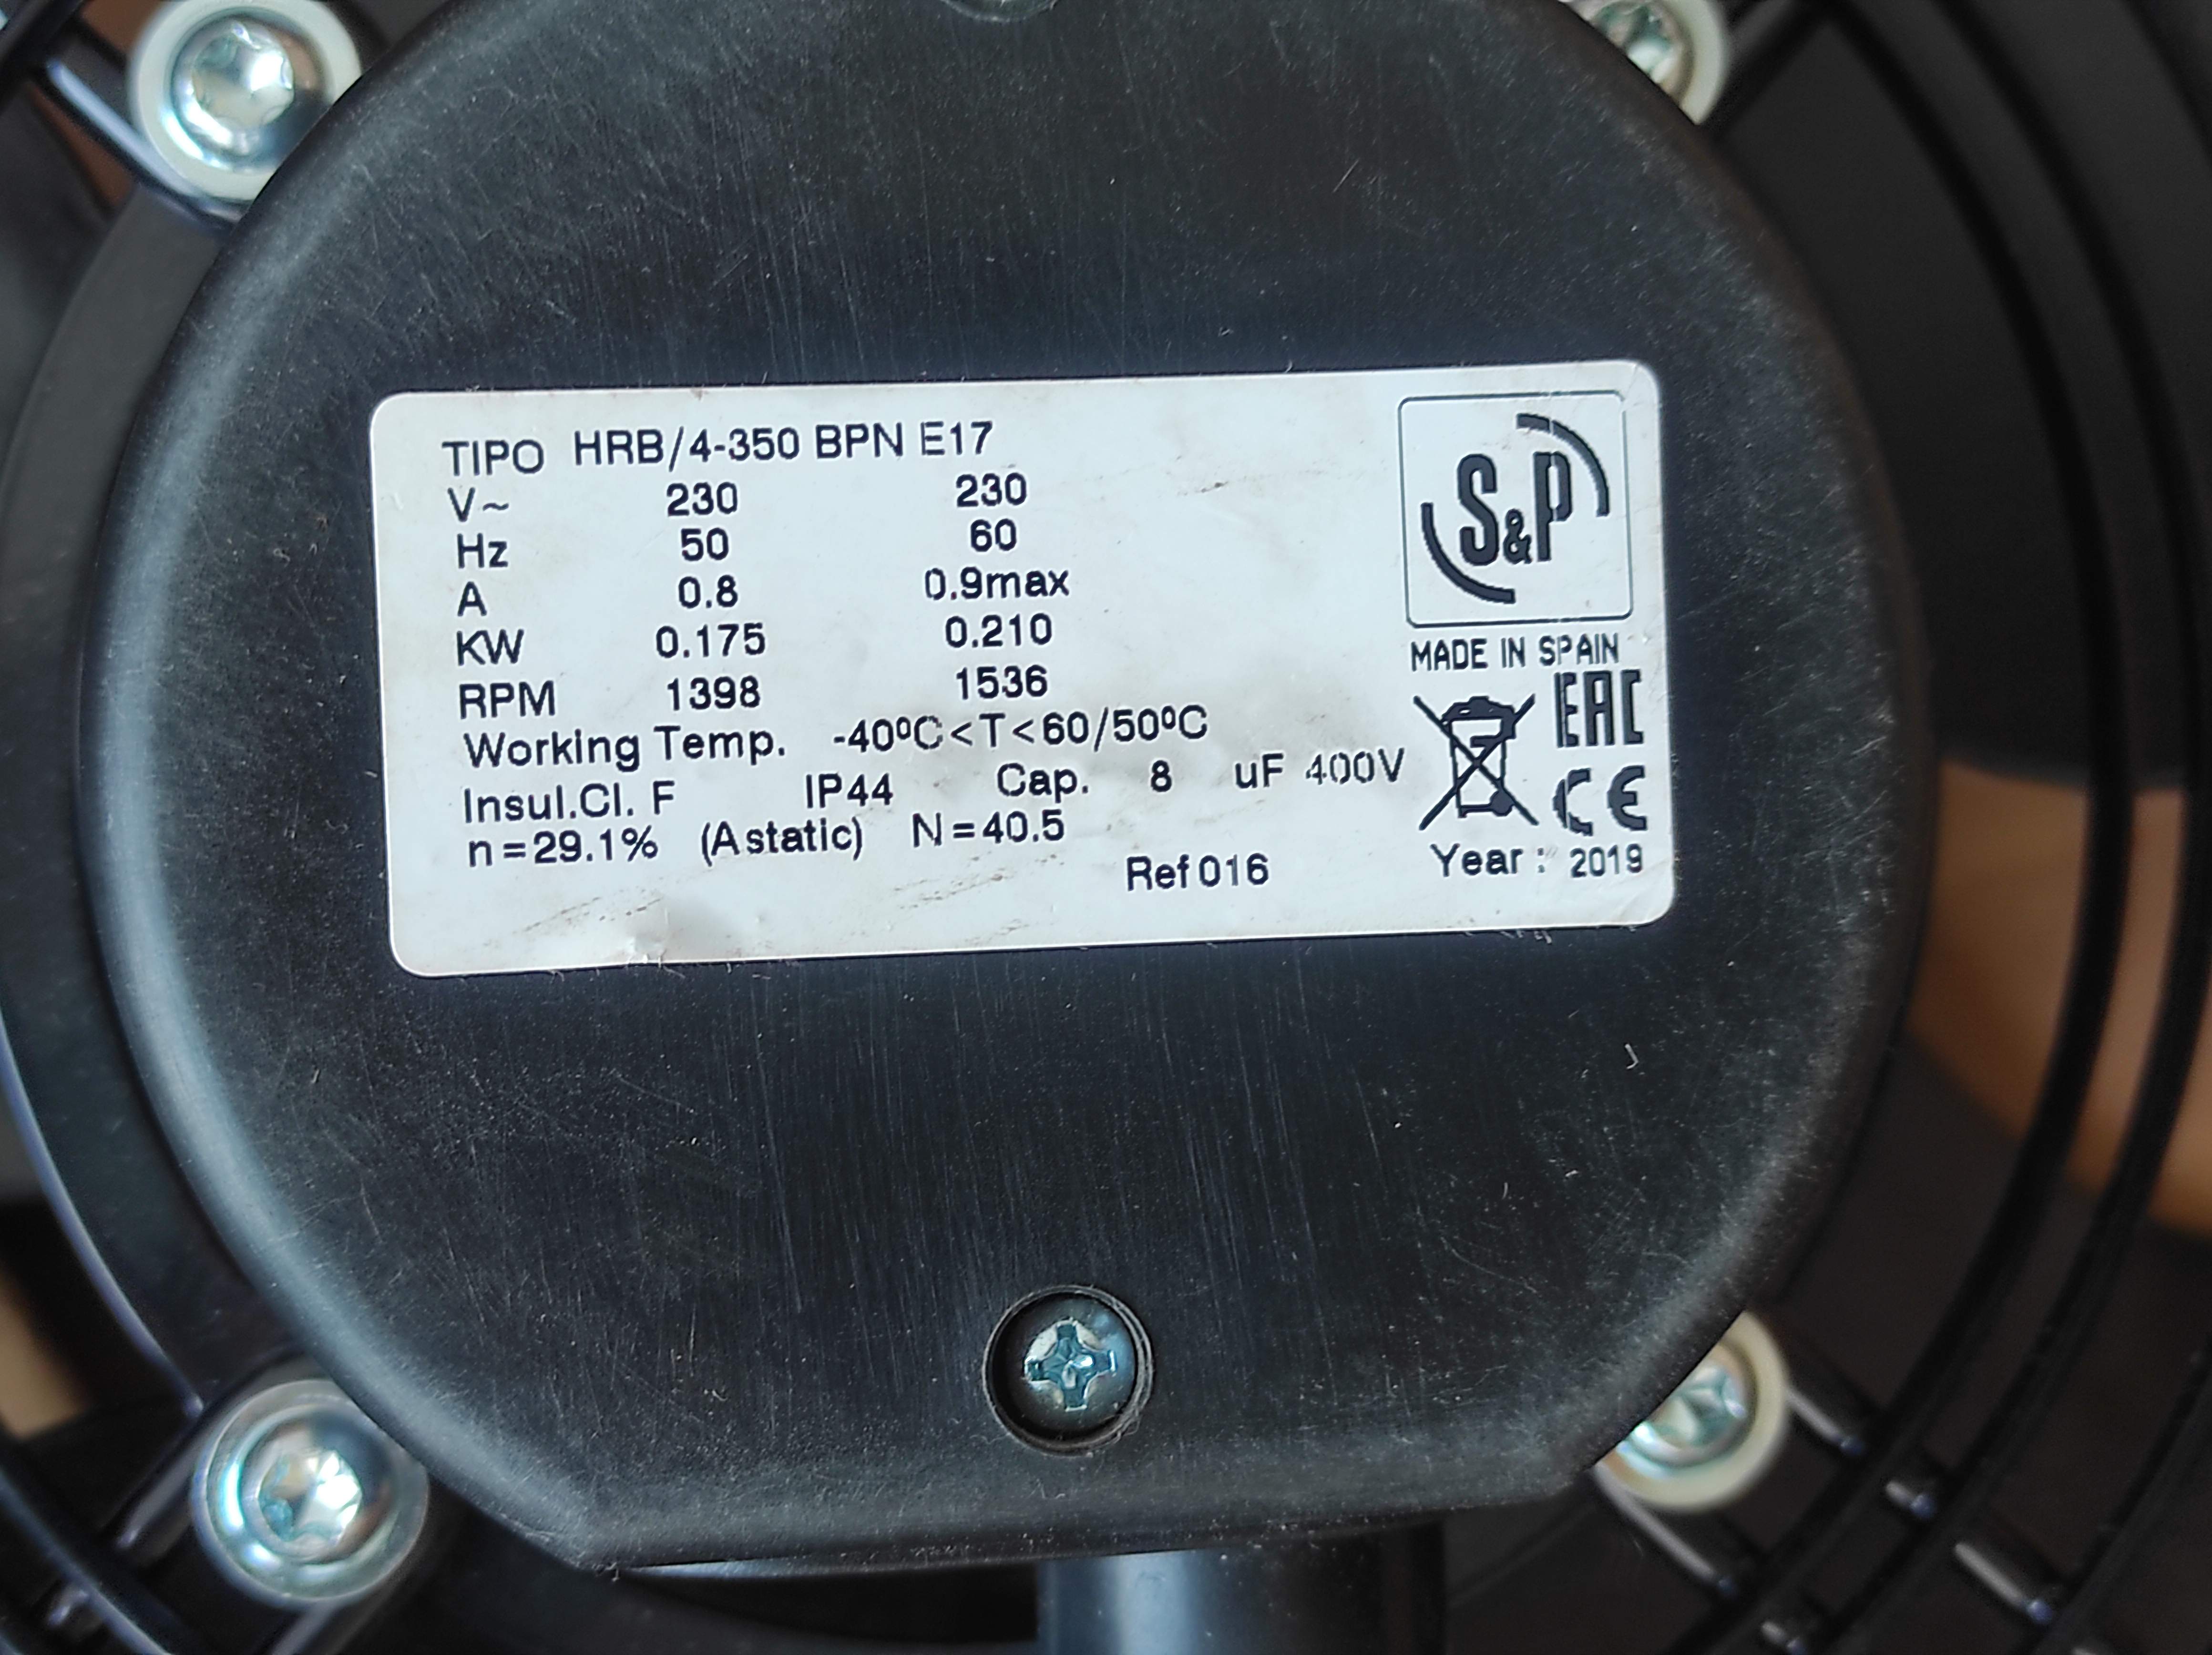 TIPO HRB/4-350 BPN E17
V~ 230 230
Hz 50 60
A 0.8 0.9max
KW 0.175 0.210
RPM 1398 1536
Working Temp. -40ºC<T<60/50ºC
Insul.Cl. F IP44 Cap. 8 uF 400V
n=29.1% (A static) N=40.5
Ref 016
S&P
MADE IN SPAIN
EAC
CE
Year : 2019